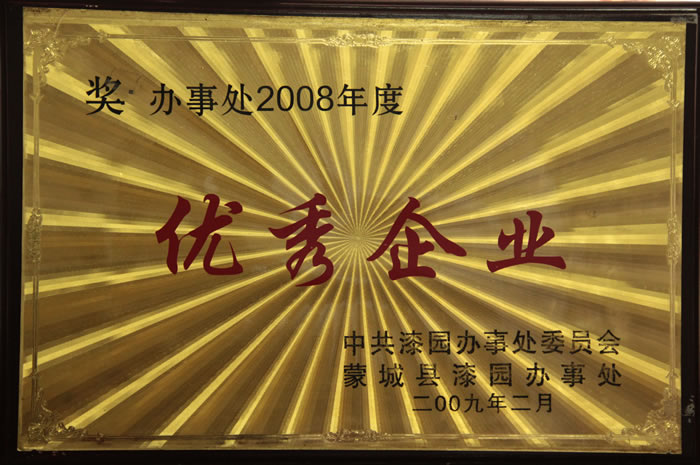 奖: 办事处2008年度
优秀企业
中共漆园办事处委员会
蒙城县漆园办事处
二00九年二月